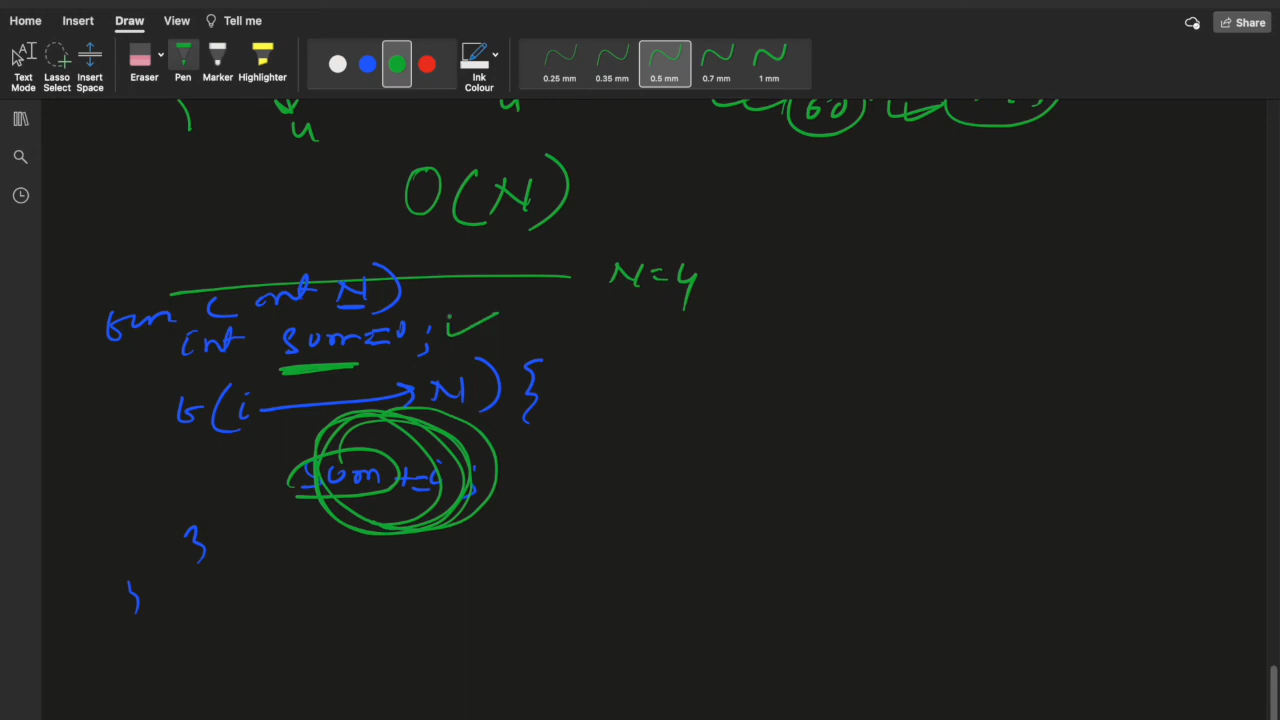 Home Insert Draw View Tell me
Share
Text Mode Lasso Select Insert Space Eraser Pen Marker Highlighter Ink Colour 0.25 mm 0.35 mm 0.5 mm 0.7 mm 1 mm
u u
O(N)
N=4
fun ( int N)
int sum=0;
f(i → N) {
sum +=i;
}
}